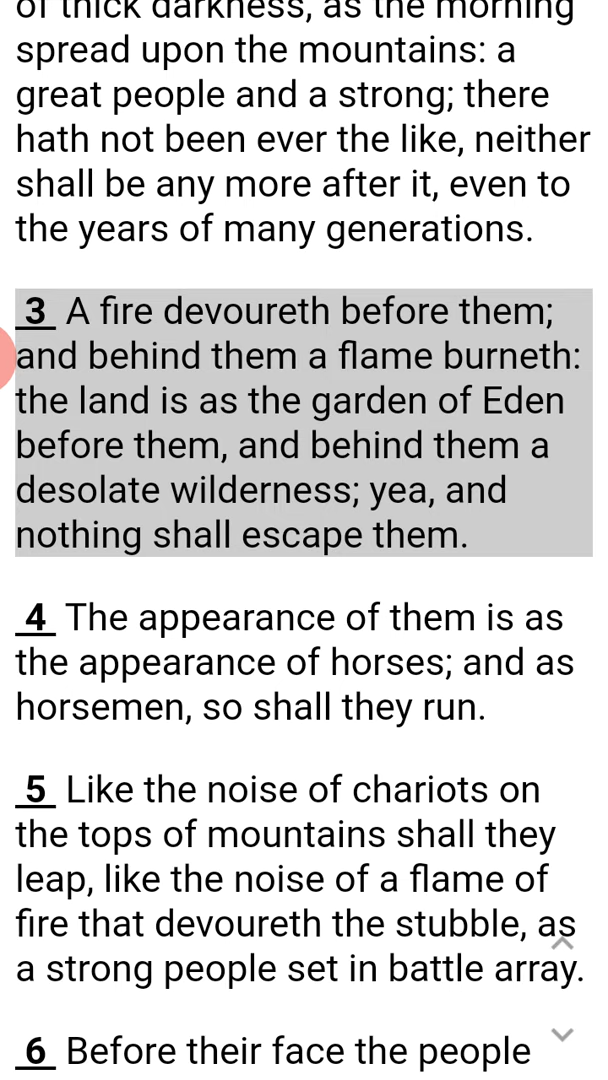 of thick darkness, as the morning
spread upon the mountains: a
great people and a strong; there
hath not been ever the like, neither
shall be any more after it, even to
the years of many generations.
3 A fire devoureth before them;
and behind them a flame burneth:
the land is as the garden of Eden
before them, and behind them a
desolate wilderness; yea, and
nothing shall escape them.
4 The appearance of them is as
the appearance of horses; and as
horsemen, so shall they run.
5 Like the noise of chariots on
the tops of mountains shall they
leap, like the noise of a flame of
fire that devoureth the stubble, as
a strong people set in battle array.
6 Before their face the people